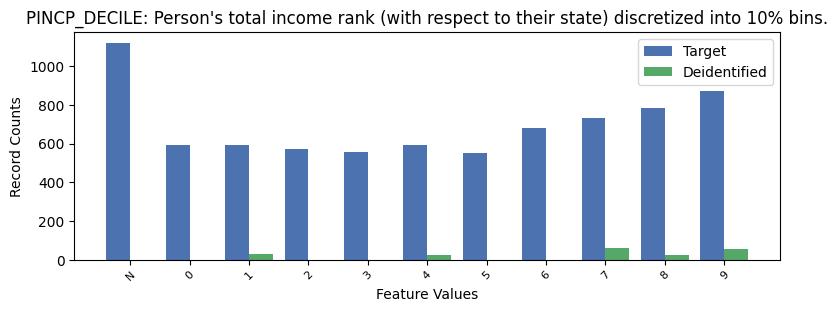 PINCP_DECILE: Person's total income rank (with respect to their state) discretized into 10% bins.
Target
Deidentified
Record Counts
1000
800
600
400
200
0
N 0 1 2 3 4 5 6 7 8 9
Feature Values